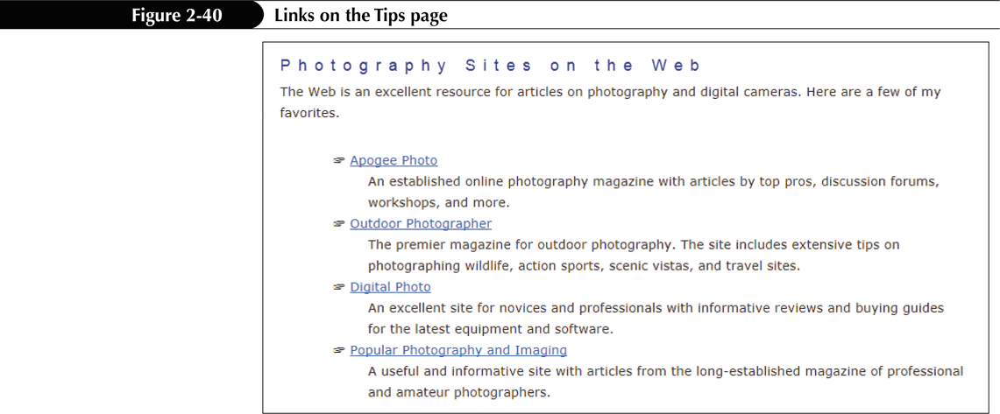 Figure 2-40 Links on the Tips page
Photography Sites on the Web
The Web is an excellent resource for articles on photography and digital cameras. Here are a few of my
favorites.
Apogee Photo
An established online photography magazine with articles by top pros, discussion forums,
workshops, and more.
Outdoor Photographer
The premier magazine for outdoor photography. The site includes extensive tips on
photographing wildlife, action sports, scenic vistas, and travel sites.
Digital Photo
An excellent site for novices and professionals with informative reviews and buying guides
for the latest equipment and software.
Popular Photography and Imaging
A useful and informative site with articles from the long-established magazine of professional
and amateur photographers.